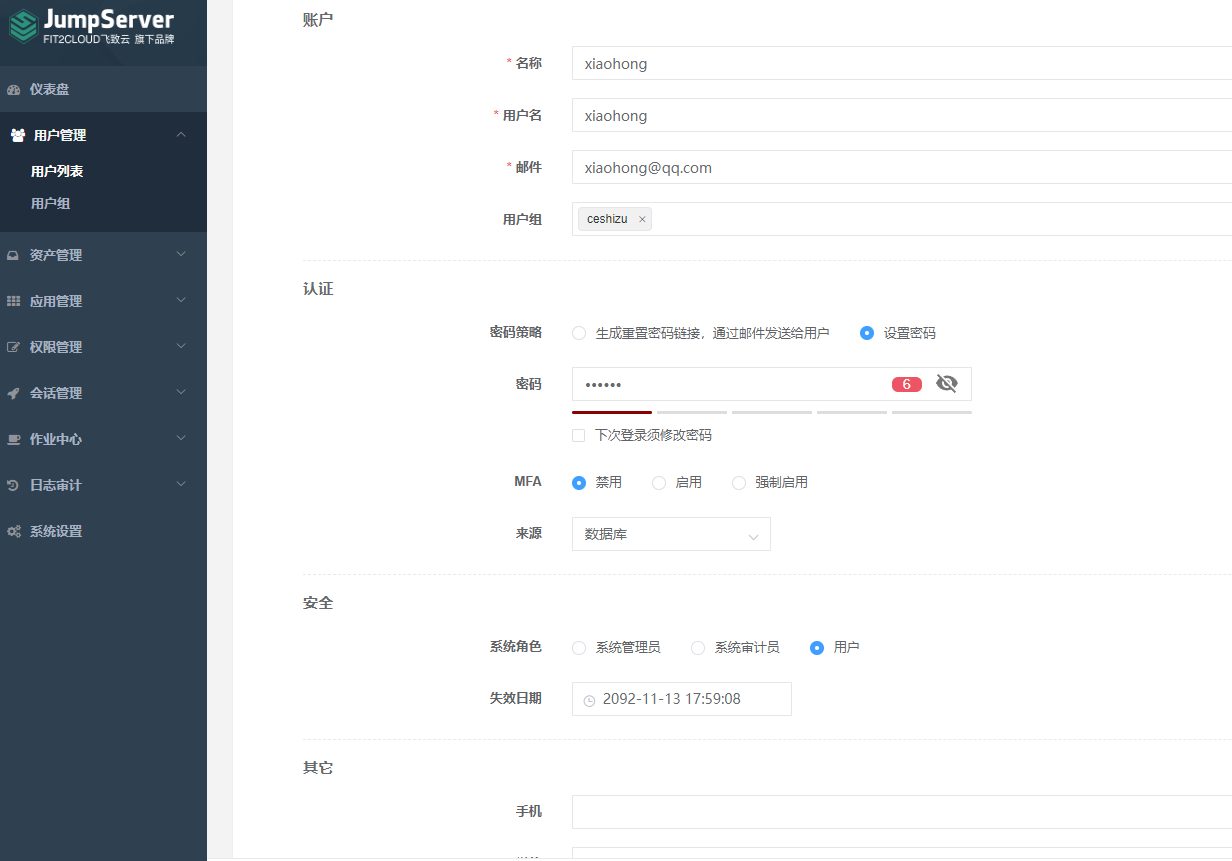 JumpServer
FIT2CLOUD飞致云 旗下品牌
仪表盘
用户管理
用户列表
用户组
资产管理
应用管理
权限管理
会话管理
作业中心
日志审计
系统设置
账户
* 名称 xiaohong
* 用户名 xiaohong
* 邮件 xiaohong@qq.com
用户组 ceshizu ×
认证
密码策略 生成重置密码链接，通过邮件发送给用户 设置密码
密码 •••••• 6
下次登录须修改密码
MFA 禁用 启用 强制启用
来源 数据库
安全
系统角色 系统管理员 系统审计员 用户
失效日期 2092-11-13 17:59:08
其它
手机